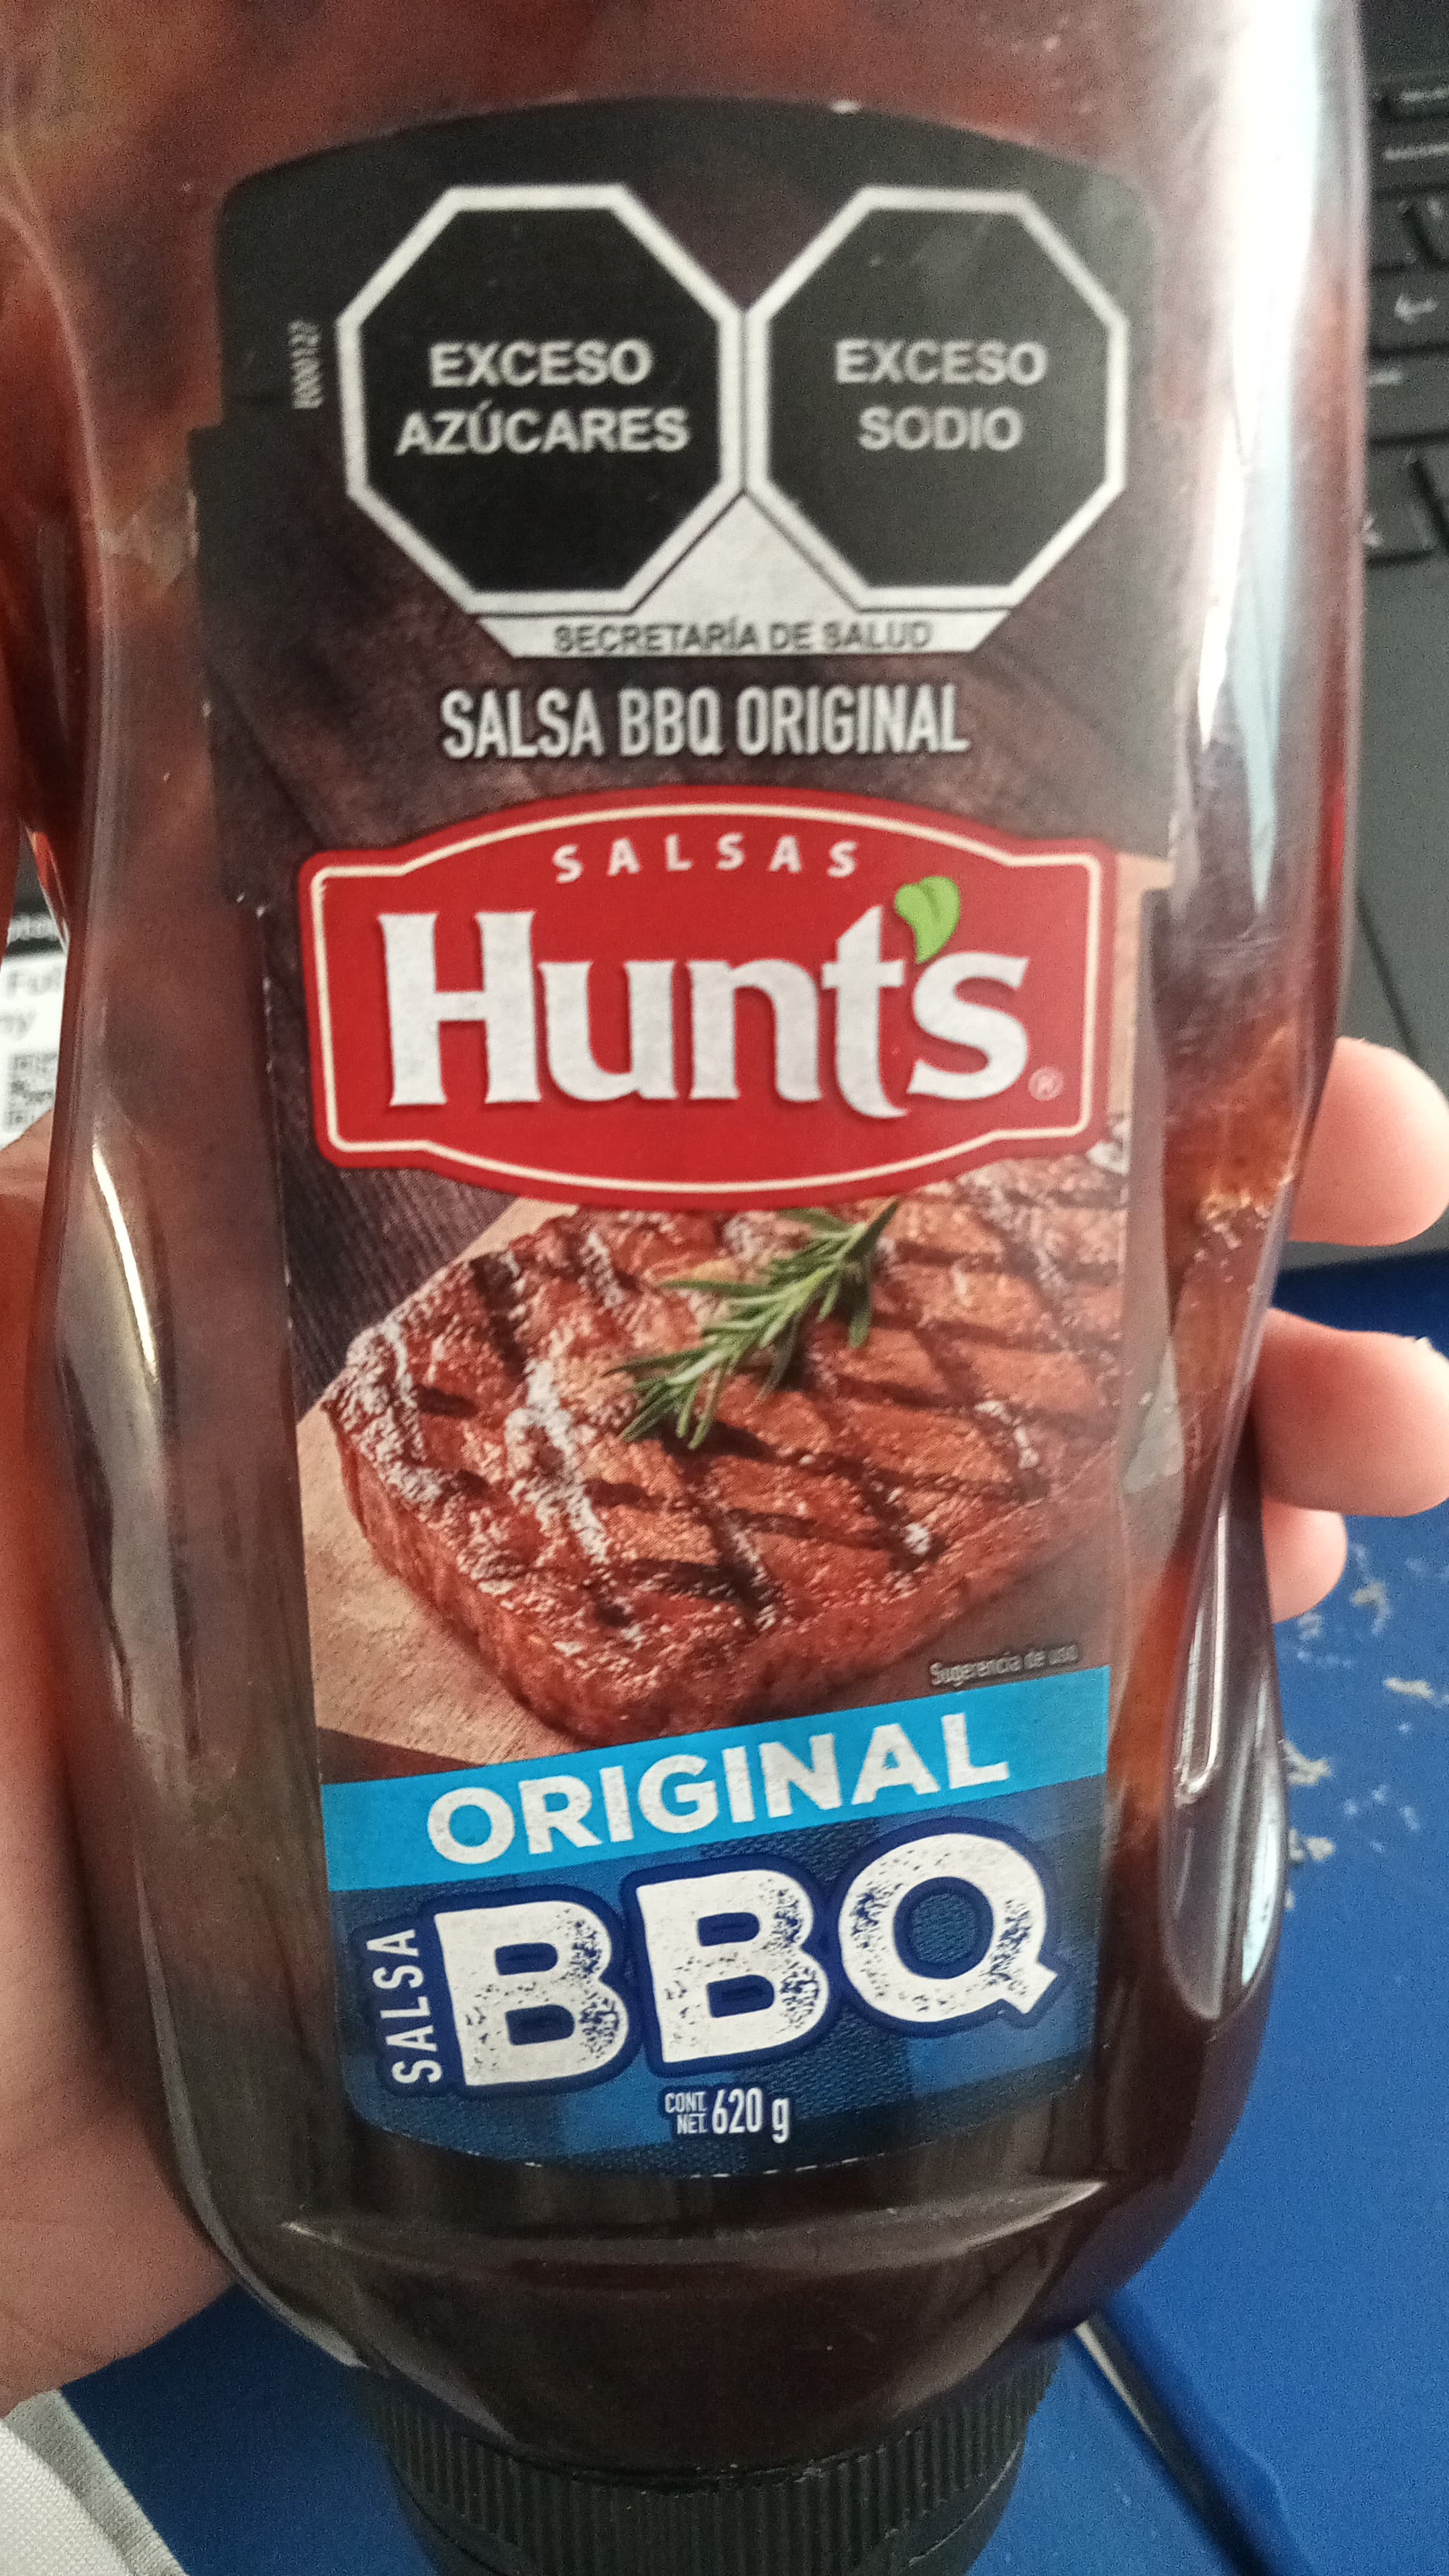 EXCESO
AZÚCARES
EXCESO
SODIO
SECRETARÍA DE SALUD
SALSA BBQ ORIGINAL
SALSAS
Hunt's
®
Sugerencia de uso
ORIGINAL
SALSA
BBQ
CONT. NET. 620 g